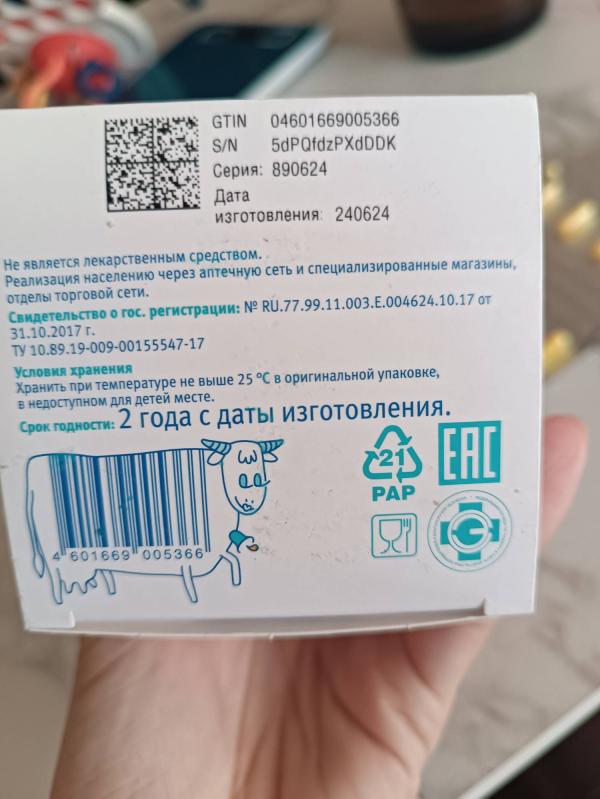 GTIN 04601669005366
S/N 5dPQfdzPXdDDK
Серия: 890624
Дата
изготовления: 240624
Не является лекарственным средством.
Реализация населению через аптечную сеть и специализированные магазины,
отделы торговой сети.
Свидетельство о гос. регистрации: № RU.77.99.11.003.Е.004624.10.17 от
31.10.2017 г.
ТУ 10.89.19-009-00155547-17
Условия хранения
Хранить при температуре не выше 25 °С в оригинальной упаковке,
в недоступном для детей месте.
Срок годности: 2 года с даты изготовления.
21
PAP
EAC
4 601669 005366